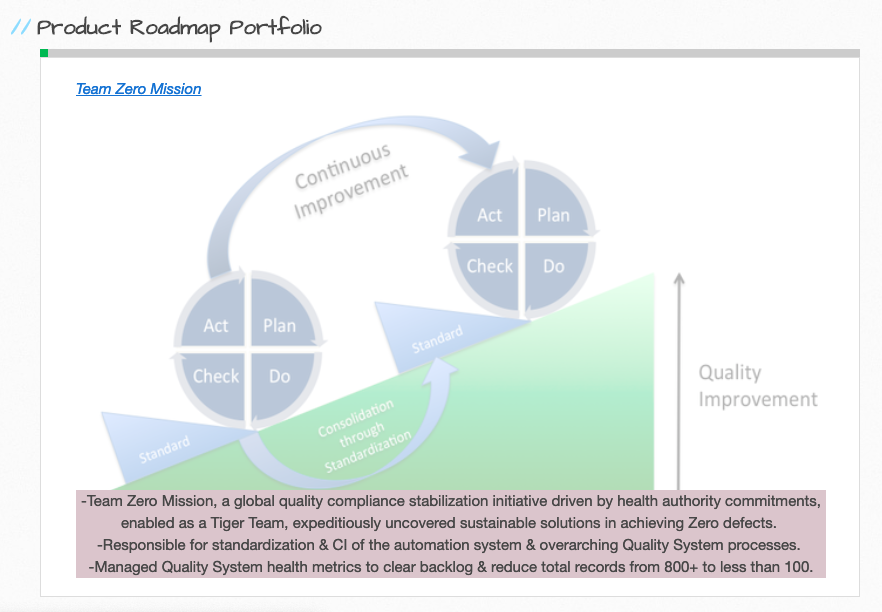 // Product Roadmap Portfolio
Team Zero Mission
Continuous
Improvement
Act Plan
Check Do
Act Plan
Check Do
Standard
Standard
Consolidation
through
Standardization
Quality
Improvement
-Team Zero Mission, a global quality compliance stabilization initiative driven by health authority commitments,
enabled as a Tiger Team, expeditiously uncovered sustainable solutions in achieving Zero defects.
-Responsible for standardization & CI of the automation system & overarching Quality System processes.
-Managed Quality System health metrics to clear backlog & reduce total records from 800+ to less than 100.